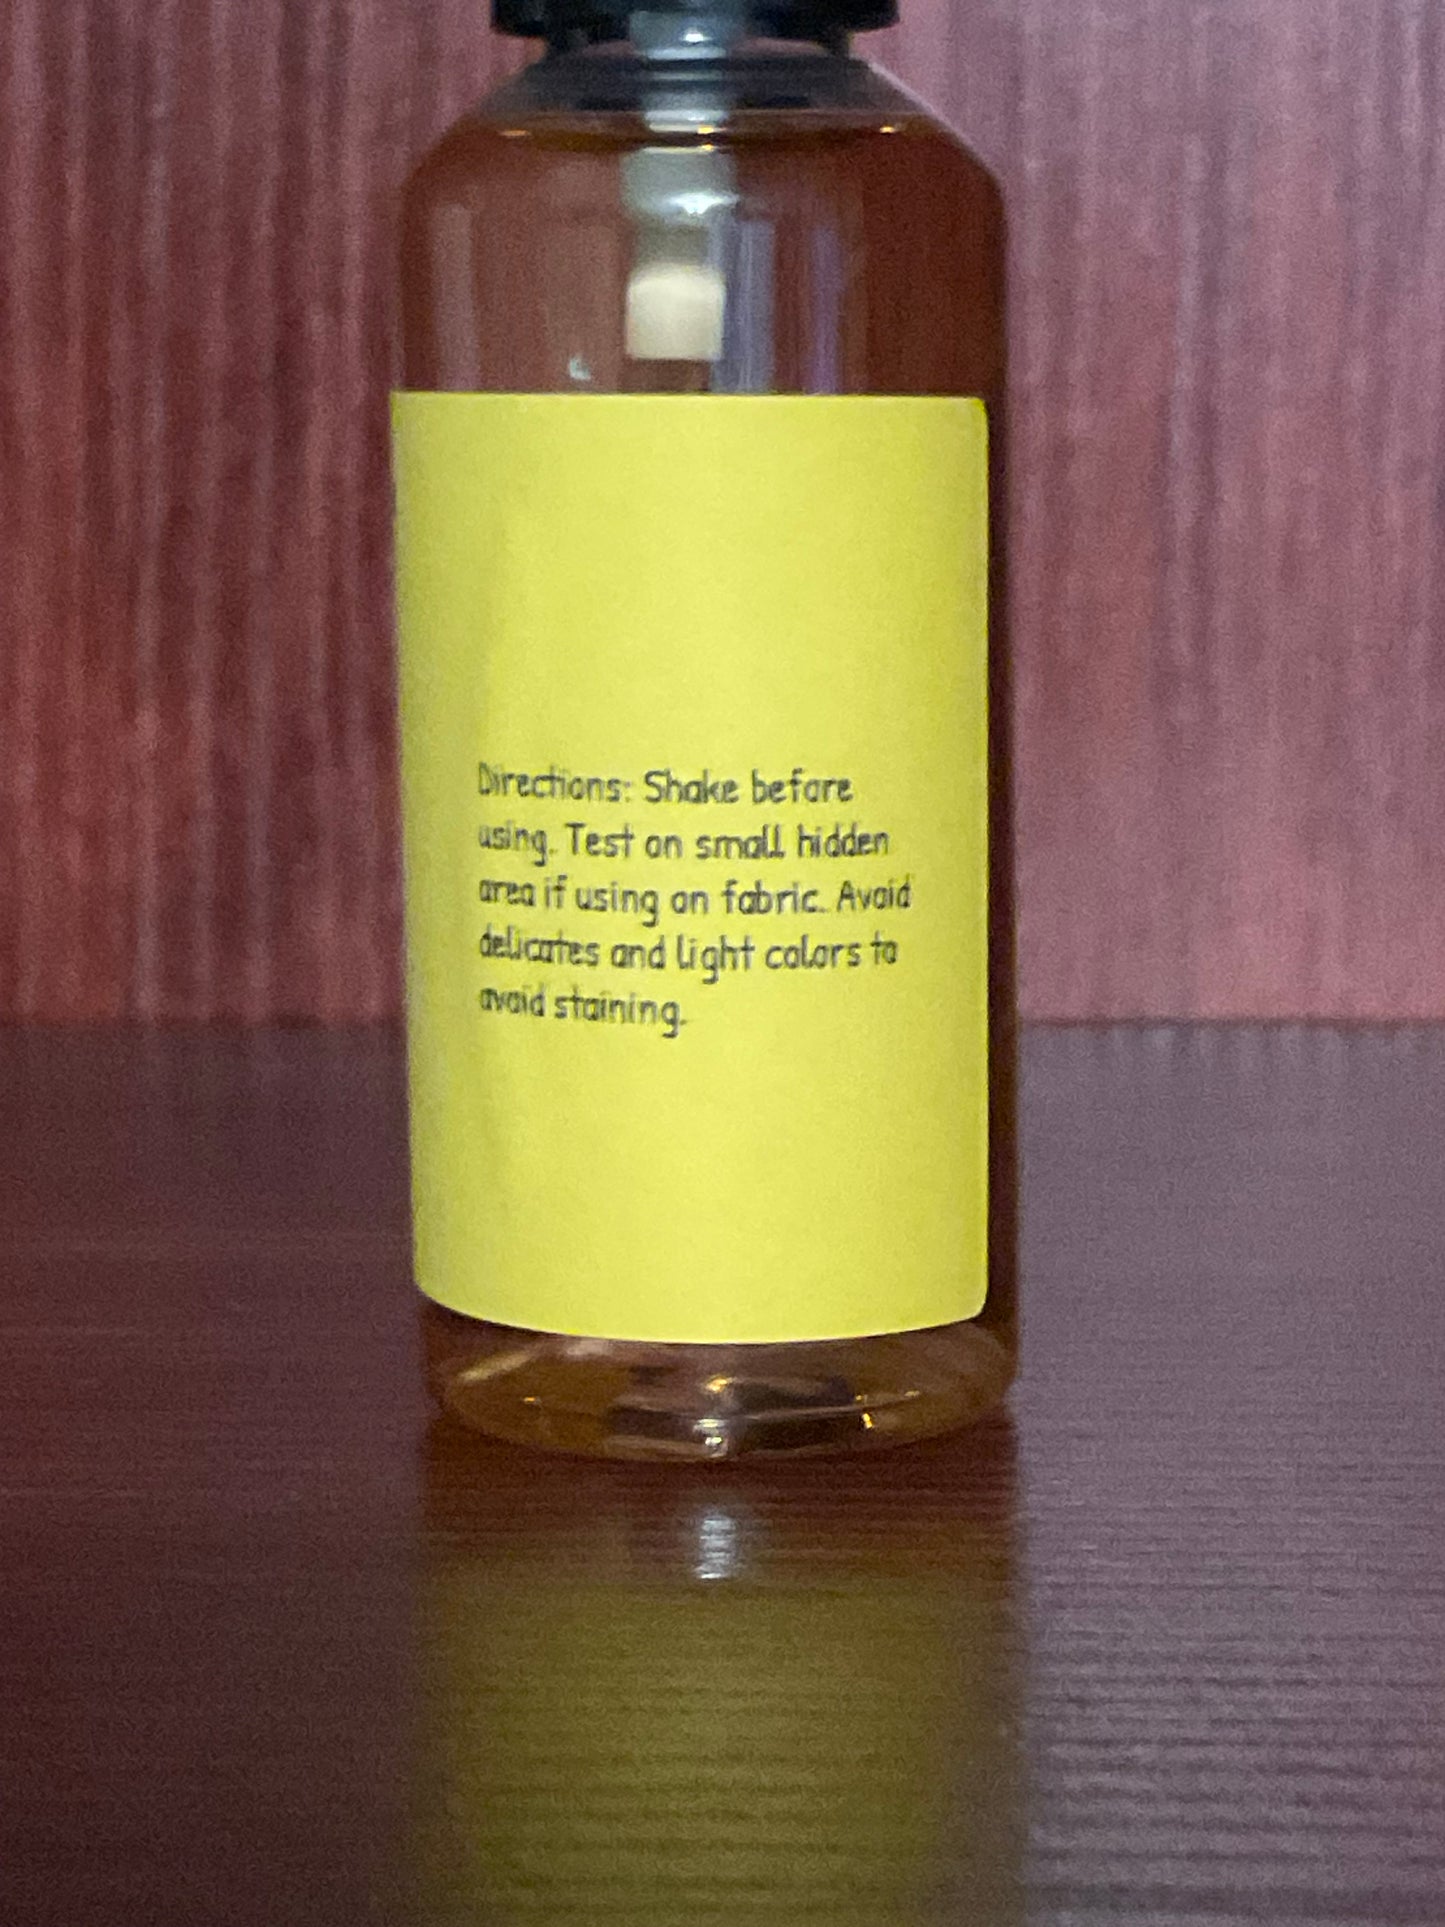 Directions: Shake before
using. Test on small hidden
area if using on fabric. Avoid
delicates and light colors to
avoid staining.